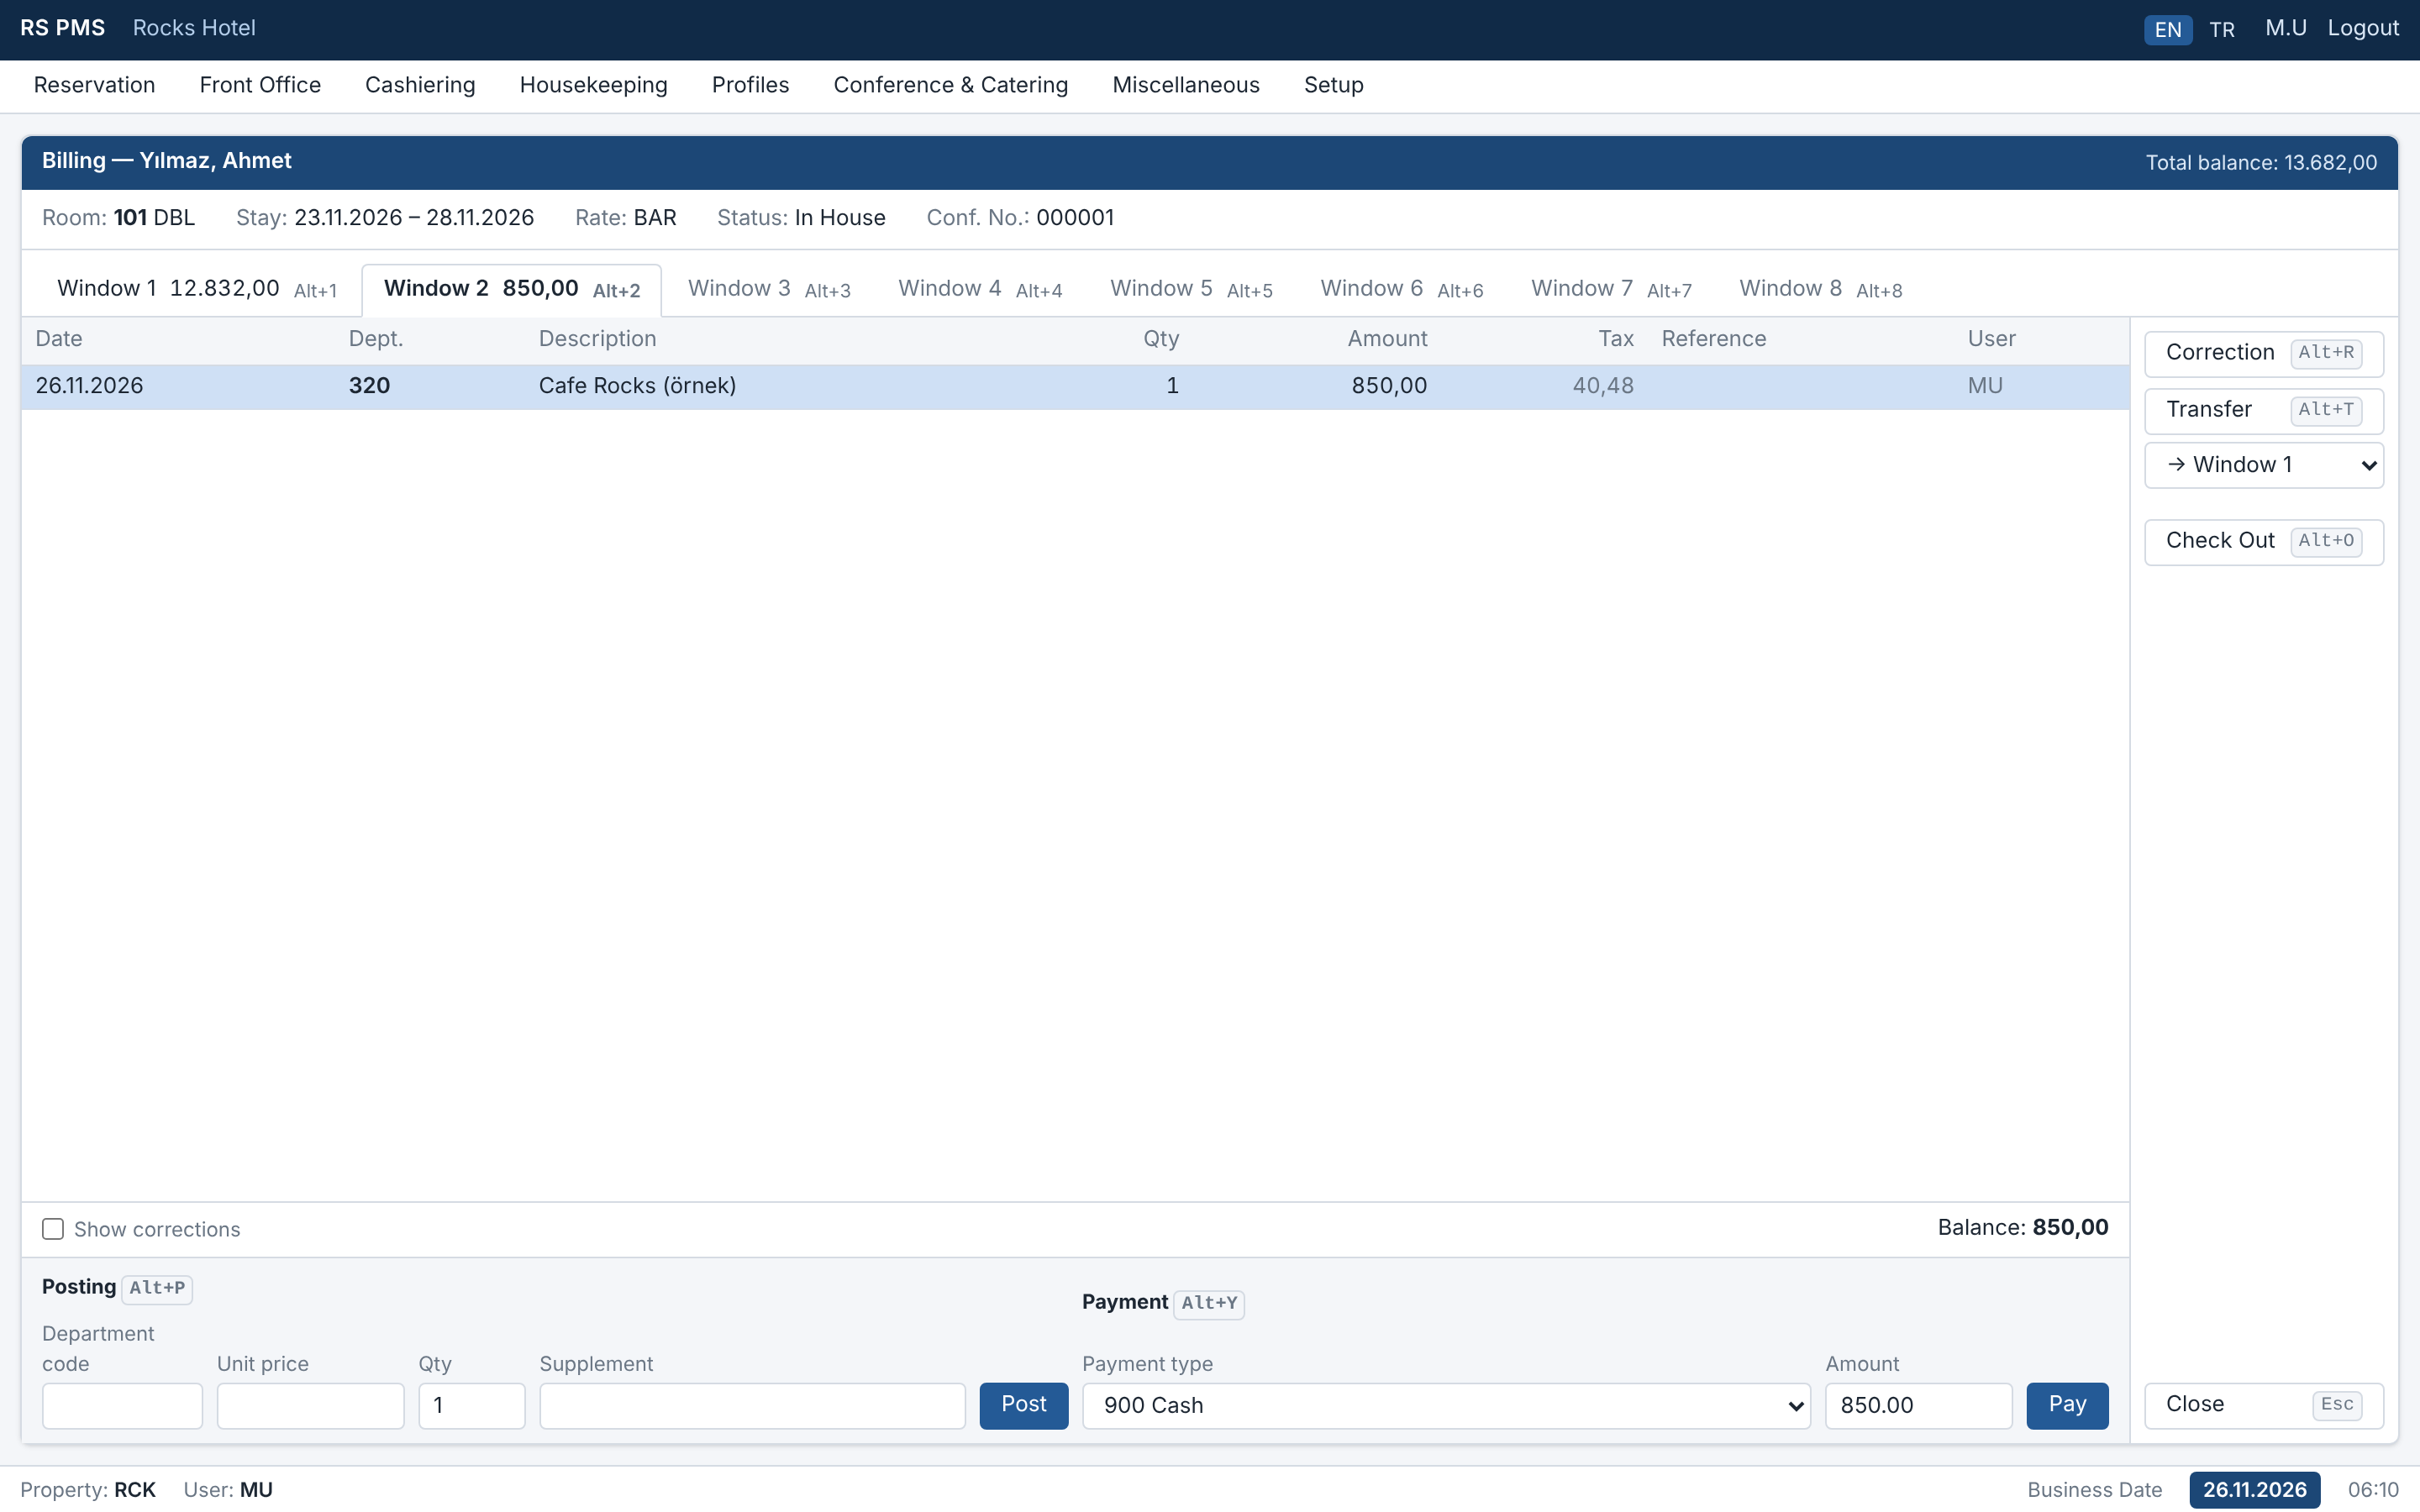 RS PMS Rocks Hotel EN TR M.U Logout
Reservation Front Office Cashiering Housekeeping Profiles Conference & Catering Miscellaneous Setup
Billing — Yılmaz, Ahmet Total balance: 13.682,00
Room: 101 DBL Stay: 23.11.2026 – 28.11.2026 Rate: BAR Status: In House Conf. No.: 000001
Window 1 12.832,00 Alt+1 Window 2 850,00 Alt+2 Window 3 Alt+3 Window 4 Alt+4 Window 5 Alt+5 Window 6 Alt+6 Window 7 Alt+7 Window 8 Alt+8
Date Dept. Description Qty Amount Tax Reference User
26.11.2026 320 Cafe Rocks (örnek) 1 850,00 40,48 MU
Correction Alt+R
Transfer Alt+T
→ Window 1
Check Out Alt+O
Show corrections Balance: 850,00
Posting Alt+P
Payment Alt+Y
Department
code Unit price Qty Supplement Payment type Amount
1 Post 900 Cash 850.00 Pay Close Esc
Property: RCK User: MU Business Date 26.11.2026 06:10